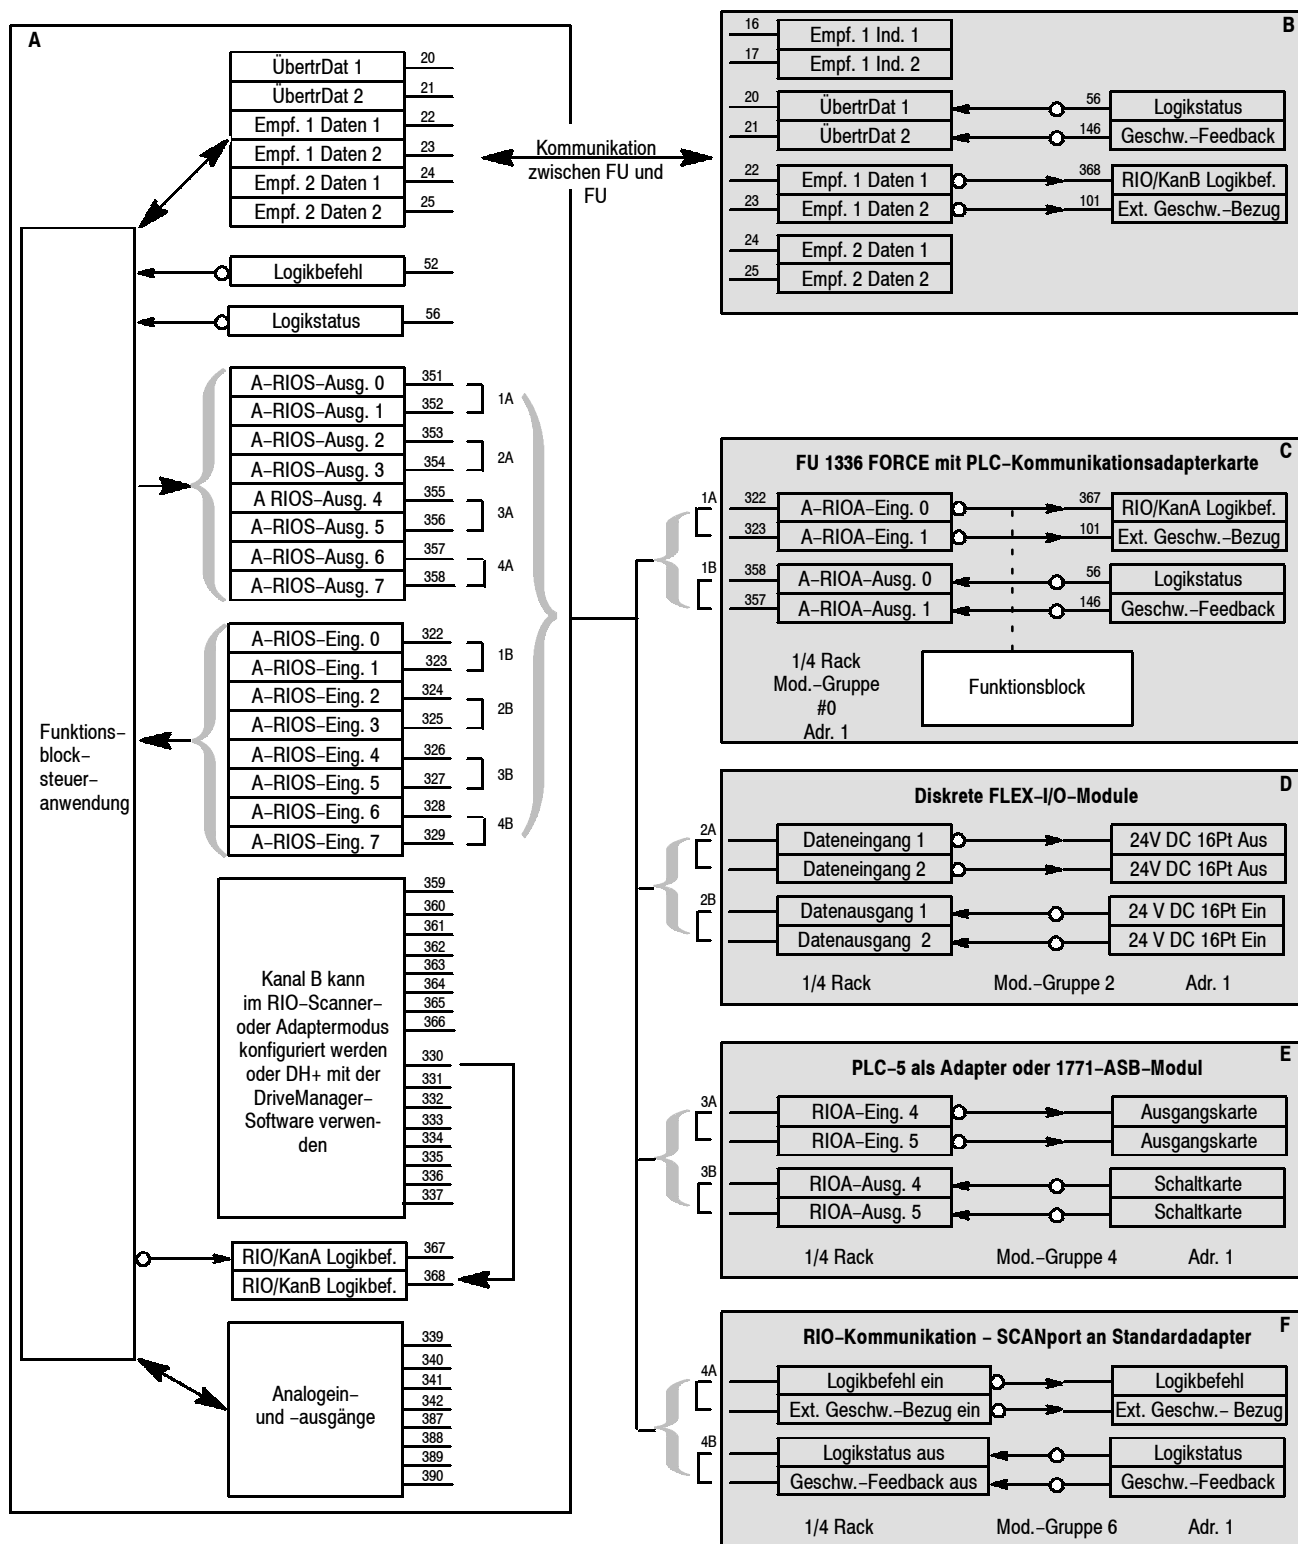 A
ÜbertrDat 1 20
ÜbertrDat 2 21
Empf. 1 Daten 1 22
Empf. 1 Daten 2 23
Empf. 2 Daten 1 24
Empf. 2 Daten 2 25
Logikbefehl 52
Logikstatus 56
A–RIOS–Ausg. 0 351
A–RIOS–Ausg. 1 352
1A
A–RIOS–Ausg. 2 353
A–RIOS–Ausg. 3 354
2A
A RIOS–Ausg. 4 355
A–RIOS–Ausg. 5 356
3A
A–RIOS–Ausg. 6 357
A–RIOS–Ausg. 7 358
4A
A–RIOS–Eing. 0 322
A–RIOS–Eing. 1 323
1B
A–RIOS–Eing. 2 324
A–RIOS–Eing. 3 325
2B
A–RIOS–Eing. 4 326
A–RIOS–Eing. 5 327
3B
A–RIOS–Eing. 6 328
A–RIOS–Eing. 7 329
4B
Funktions–
block–
steuer–
anwendung
Kanal B kann
im RIO–Scanner–
oder Adaptermodus
konfiguriert werden
oder DH+ mit der
DriveManager–
Software verwen–
den
359
360
361
362
363
364
365
366
330
331
332
333
334
335
336
337
RIO/KanA Logikbef. 367
RIO/KanB Logikbef. 368
Analogein–
und –ausgänge
339
340
341
342
387
388
389
390
Kommunikation
zwischen FU und
FU
B
16 Empf. 1 Ind. 1
17 Empf. 1 Ind. 2
20 ÜbertrDat 1 56 Logikstatus
21 ÜbertrDat 2 146 Geschw.–Feedback
22 Empf. 1 Daten 1 368 RIO/KanB Logikbef.
23 Empf. 1 Daten 2 101 Ext. Geschw.–Bezug
24 Empf. 2 Daten 1
25 Empf. 2 Daten 2
C
FU 1336 FORCE mit PLC–Kommunikationsadapterkarte
1A 322 A–RIOA–Eing. 0 367 RIO/KanA Logikbef.
323 A–RIOA–Eing. 1 101 Ext. Geschw.–Bezug
1B 358 A–RIOA–Ausg. 0 56 Logikstatus
357 A–RIOA–Ausg. 1 146 Geschw.–Feedback
1/4 Rack
Mod.–Gruppe
#0
Adr. 1
Funktionsblock
D
Diskrete FLEX–I/O–Module
2A Dateneingang 1 24V DC 16Pt Aus
Dateneingang 2 24V DC 16Pt Aus
2B Datenausgang 1 24 V DC 16Pt Ein
Datenausgang 2 24 V DC 16Pt Ein
1/4 Rack Mod.–Gruppe 2 Adr. 1
E
PLC–5 als Adapter oder 1771–ASB–Modul
3A RIOA–Eing. 4 Ausgangskarte
RIOA–Eing. 5 Ausgangskarte
3B RIOA–Ausg. 4 Schaltkarte
RIOA–Ausg. 5 Schaltkarte
1/4 Rack Mod.–Gruppe 4 Adr. 1
F
RIO–Kommunikation – SCANport an Standardadapter
4A Logikbefehl ein Logikbefehl
Ext. Geschw.–Bezug ein Ext. Geschw.– Bezug
4B Logikstatus aus Logikstatus
Geschw.–Feedback aus Geschw.–Feedback
1/4 Rack Mod.–Gruppe 6 Adr. 1